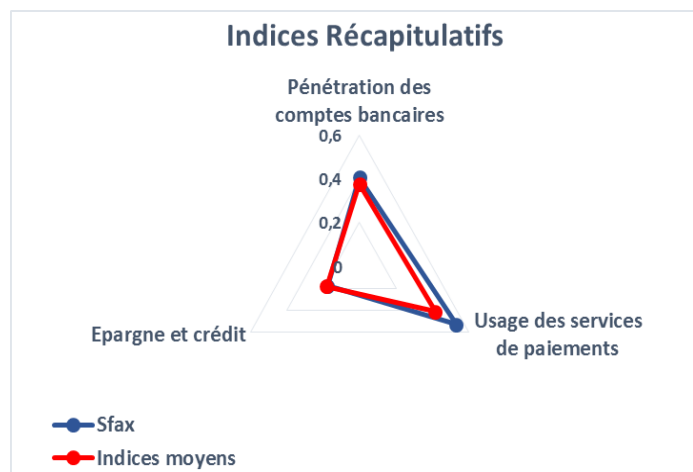 Indices Récapitulatifs
Pénétration des
comptes bancaires
0,6
0,4
0,2
0
Usage des services
de paiements
Epargne et crédit
Sfax
Indices moyens